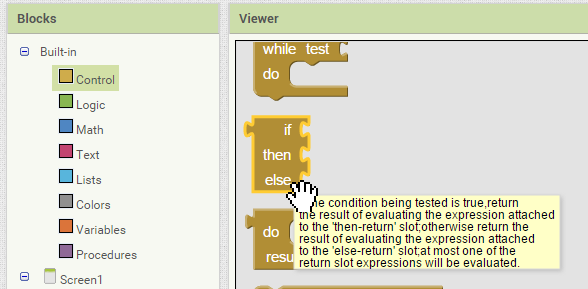 Blocks
Built-in
Control
Logic
Math
Text
Lists
Colors
Variables
Procedures
Screen1
Viewer
while test
do
if
then
else
do
resu
e condition being tested is true,return
the result of evaluating the expression attached
to the 'then-return' slot;otherwise return the
result of evaluating the expression attached
to the 'else-return' slot;at most one of the
return slot expressions will be evaluated.